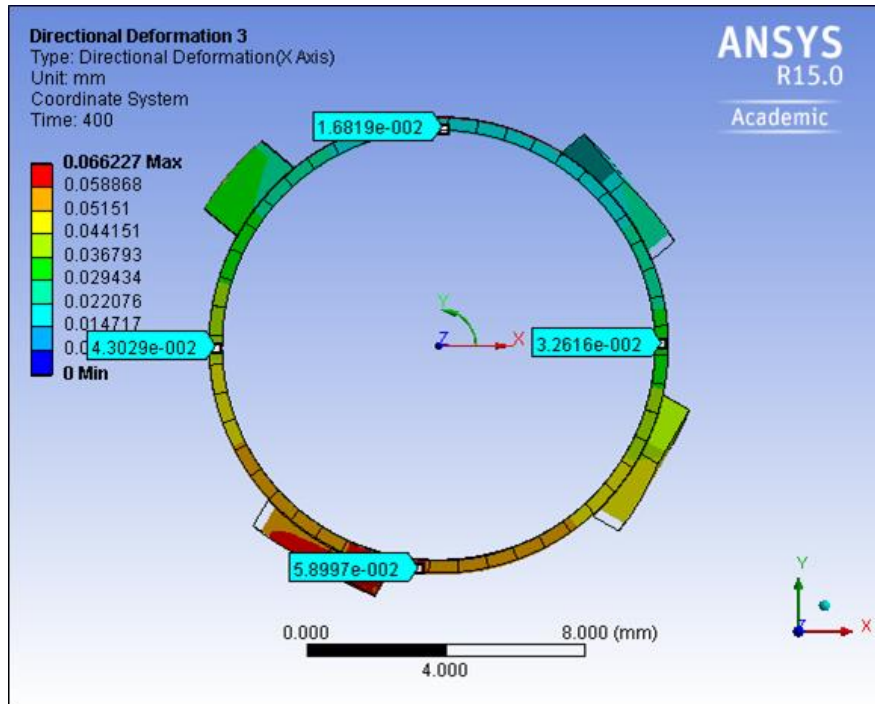 Directional Deformation 3
Type: Directional Deformation(X Axis)
Unit: mm
Coordinate System
Time: 400
ANSYS
R15.0
Academic
0.066227 Max
0.058868
0.05151
0.044151
0.036793
0.029434
0.022076
0.014717
0 Min
1.6819e-002
4.3029e-002
3.2616e-002
5.8997e-002
Y
Z
X
0.000
8.000 (mm)
4.000
Y
Z
X